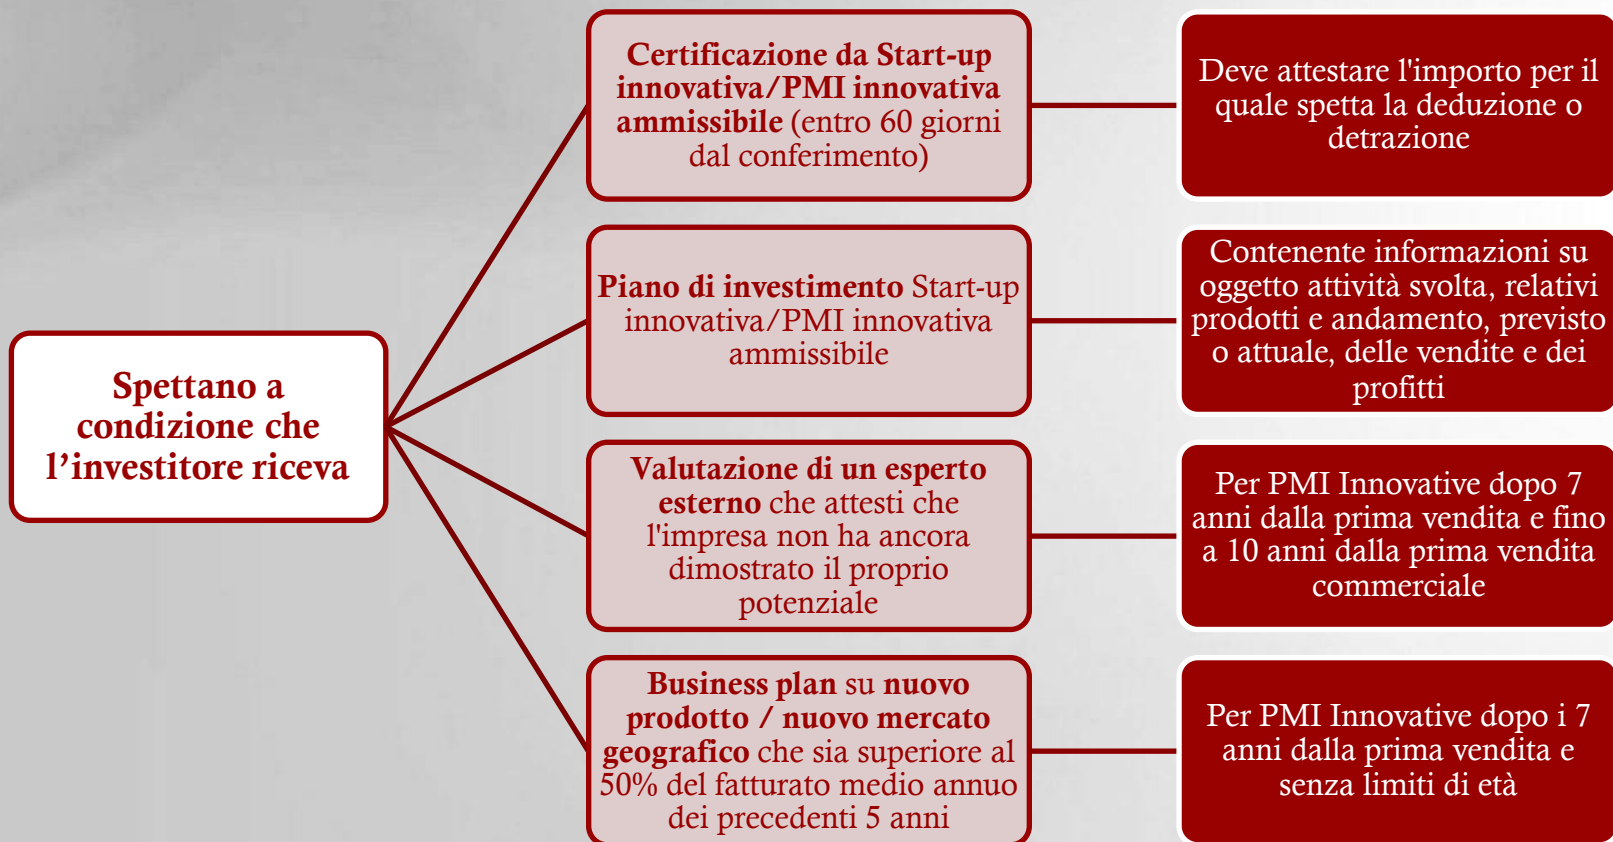 Spettano a
condizione che
l’investitore riceva
Certificazione da Start-up
innovativa/PMI innovativa
ammissibile (entro 60 giorni
dal conferimento)
Deve attestare l'importo per il
quale spetta la deduzione o
detrazione
Piano di investimento Start-up
innovativa/PMI innovativa
ammissibile
Contenente informazioni su
oggetto attività svolta, relativi
prodotti e andamento, previsto
o attuale, delle vendite e dei
profitti
Valutazione di un esperto
esterno che attesti che
l'impresa non ha ancora
dimostrato il proprio
potenziale
Per PMI Innovative dopo 7
anni dalla prima vendita e fino
a 10 anni dalla prima vendita
commerciale
Business plan su nuovo
prodotto / nuovo mercato
geografico che sia superiore al
50% del fatturato medio annuo
dei precedenti 5 anni
Per PMI Innovative dopo i 7
anni dalla prima vendita e
senza limiti di età